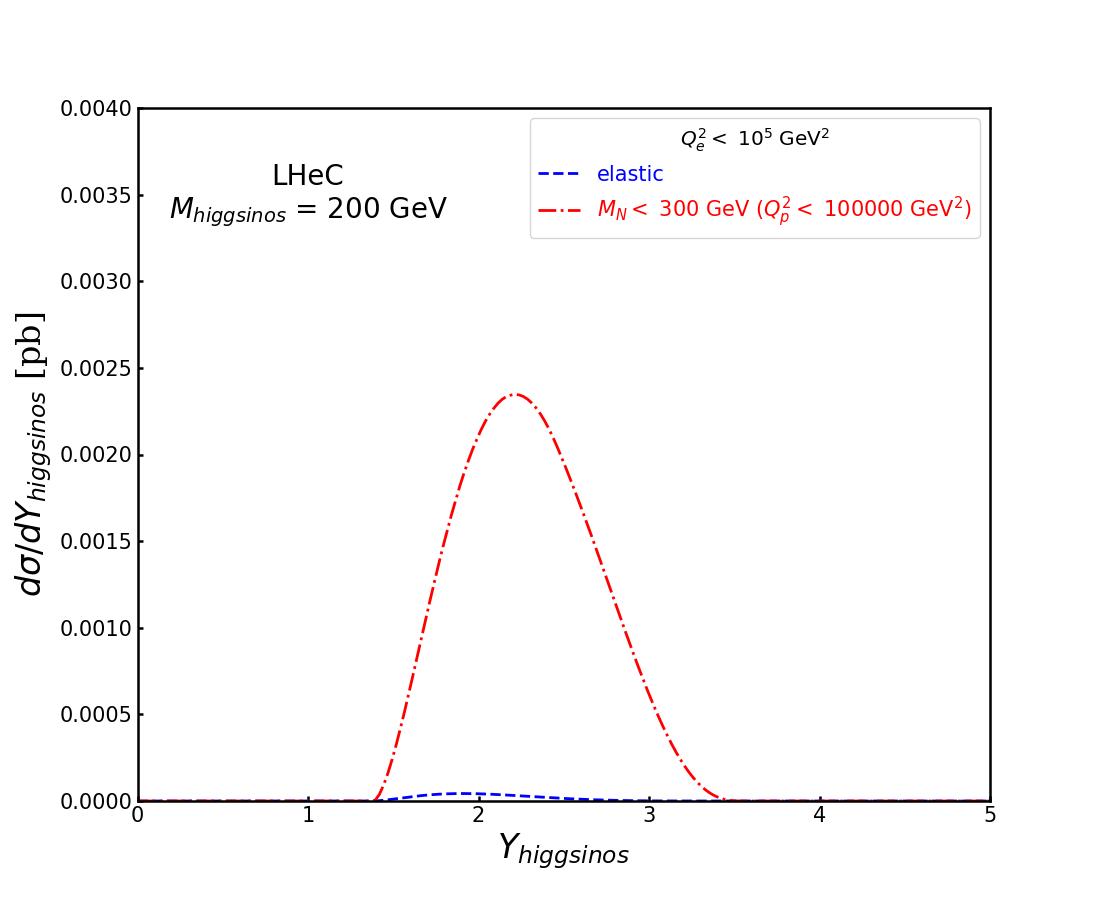 LHeC
M_higgsinos = 200 GeV
Q_e^2 < 10^5 GeV^2
elastic
M_N < 300 GeV (Q_p^2 < 100000 GeV^2)
dσ/dY_higgsinos [pb]
0.0040
0.0035
0.0030
0.0025
0.0020
0.0015
0.0010
0.0005
0.0000
0 1 2 3 4 5
Y_higgsinos